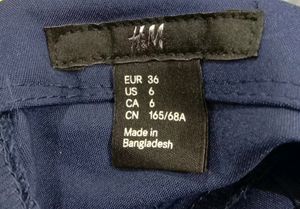 H&M
EUR 36
US 6
CA 6
CN 165/68A
Made in
Bangladesh